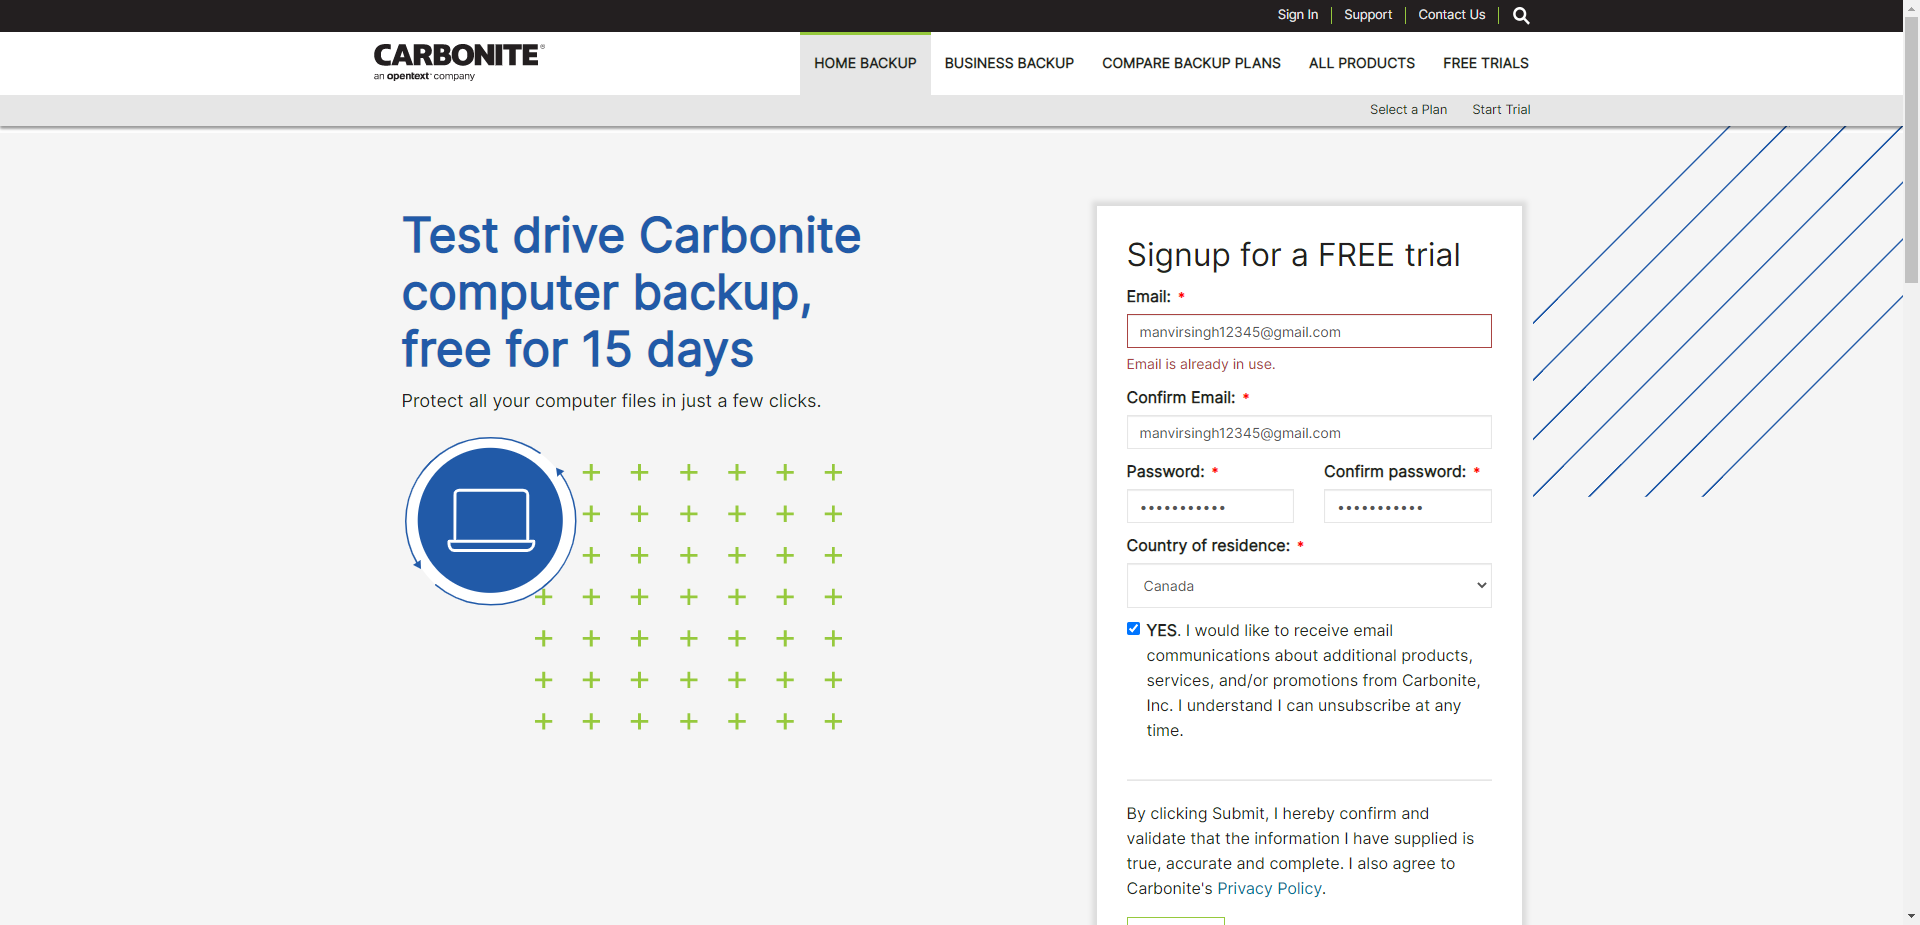 Sign In
Support
Contact Us
CARBONITE®
an opentext™ company
HOME BACKUP
BUSINESS BACKUP
COMPARE BACKUP PLANS
ALL PRODUCTS
FREE TRIALS
Select a Plan
Start Trial
Test drive Carbonite
computer backup,
free for 15 days
Protect all your computer files in just a few clicks.
Signup for a FREE trial
Email: *
manvirsingh12345@gmail.com
Email is already in use.
Confirm Email: *
manvirsingh12345@gmail.com
Password: *
Confirm password: *
•••••••••••
•••••••••••
Country of residence: *
Canada
YES. I would like to receive email
communications about additional products,
services, and/or promotions from Carbonite,
Inc. I understand I can unsubscribe at any
time.
By clicking Submit, I hereby confirm and
validate that the information I have supplied is
true, accurate and complete. I also agree to
Carbonite's Privacy Policy.